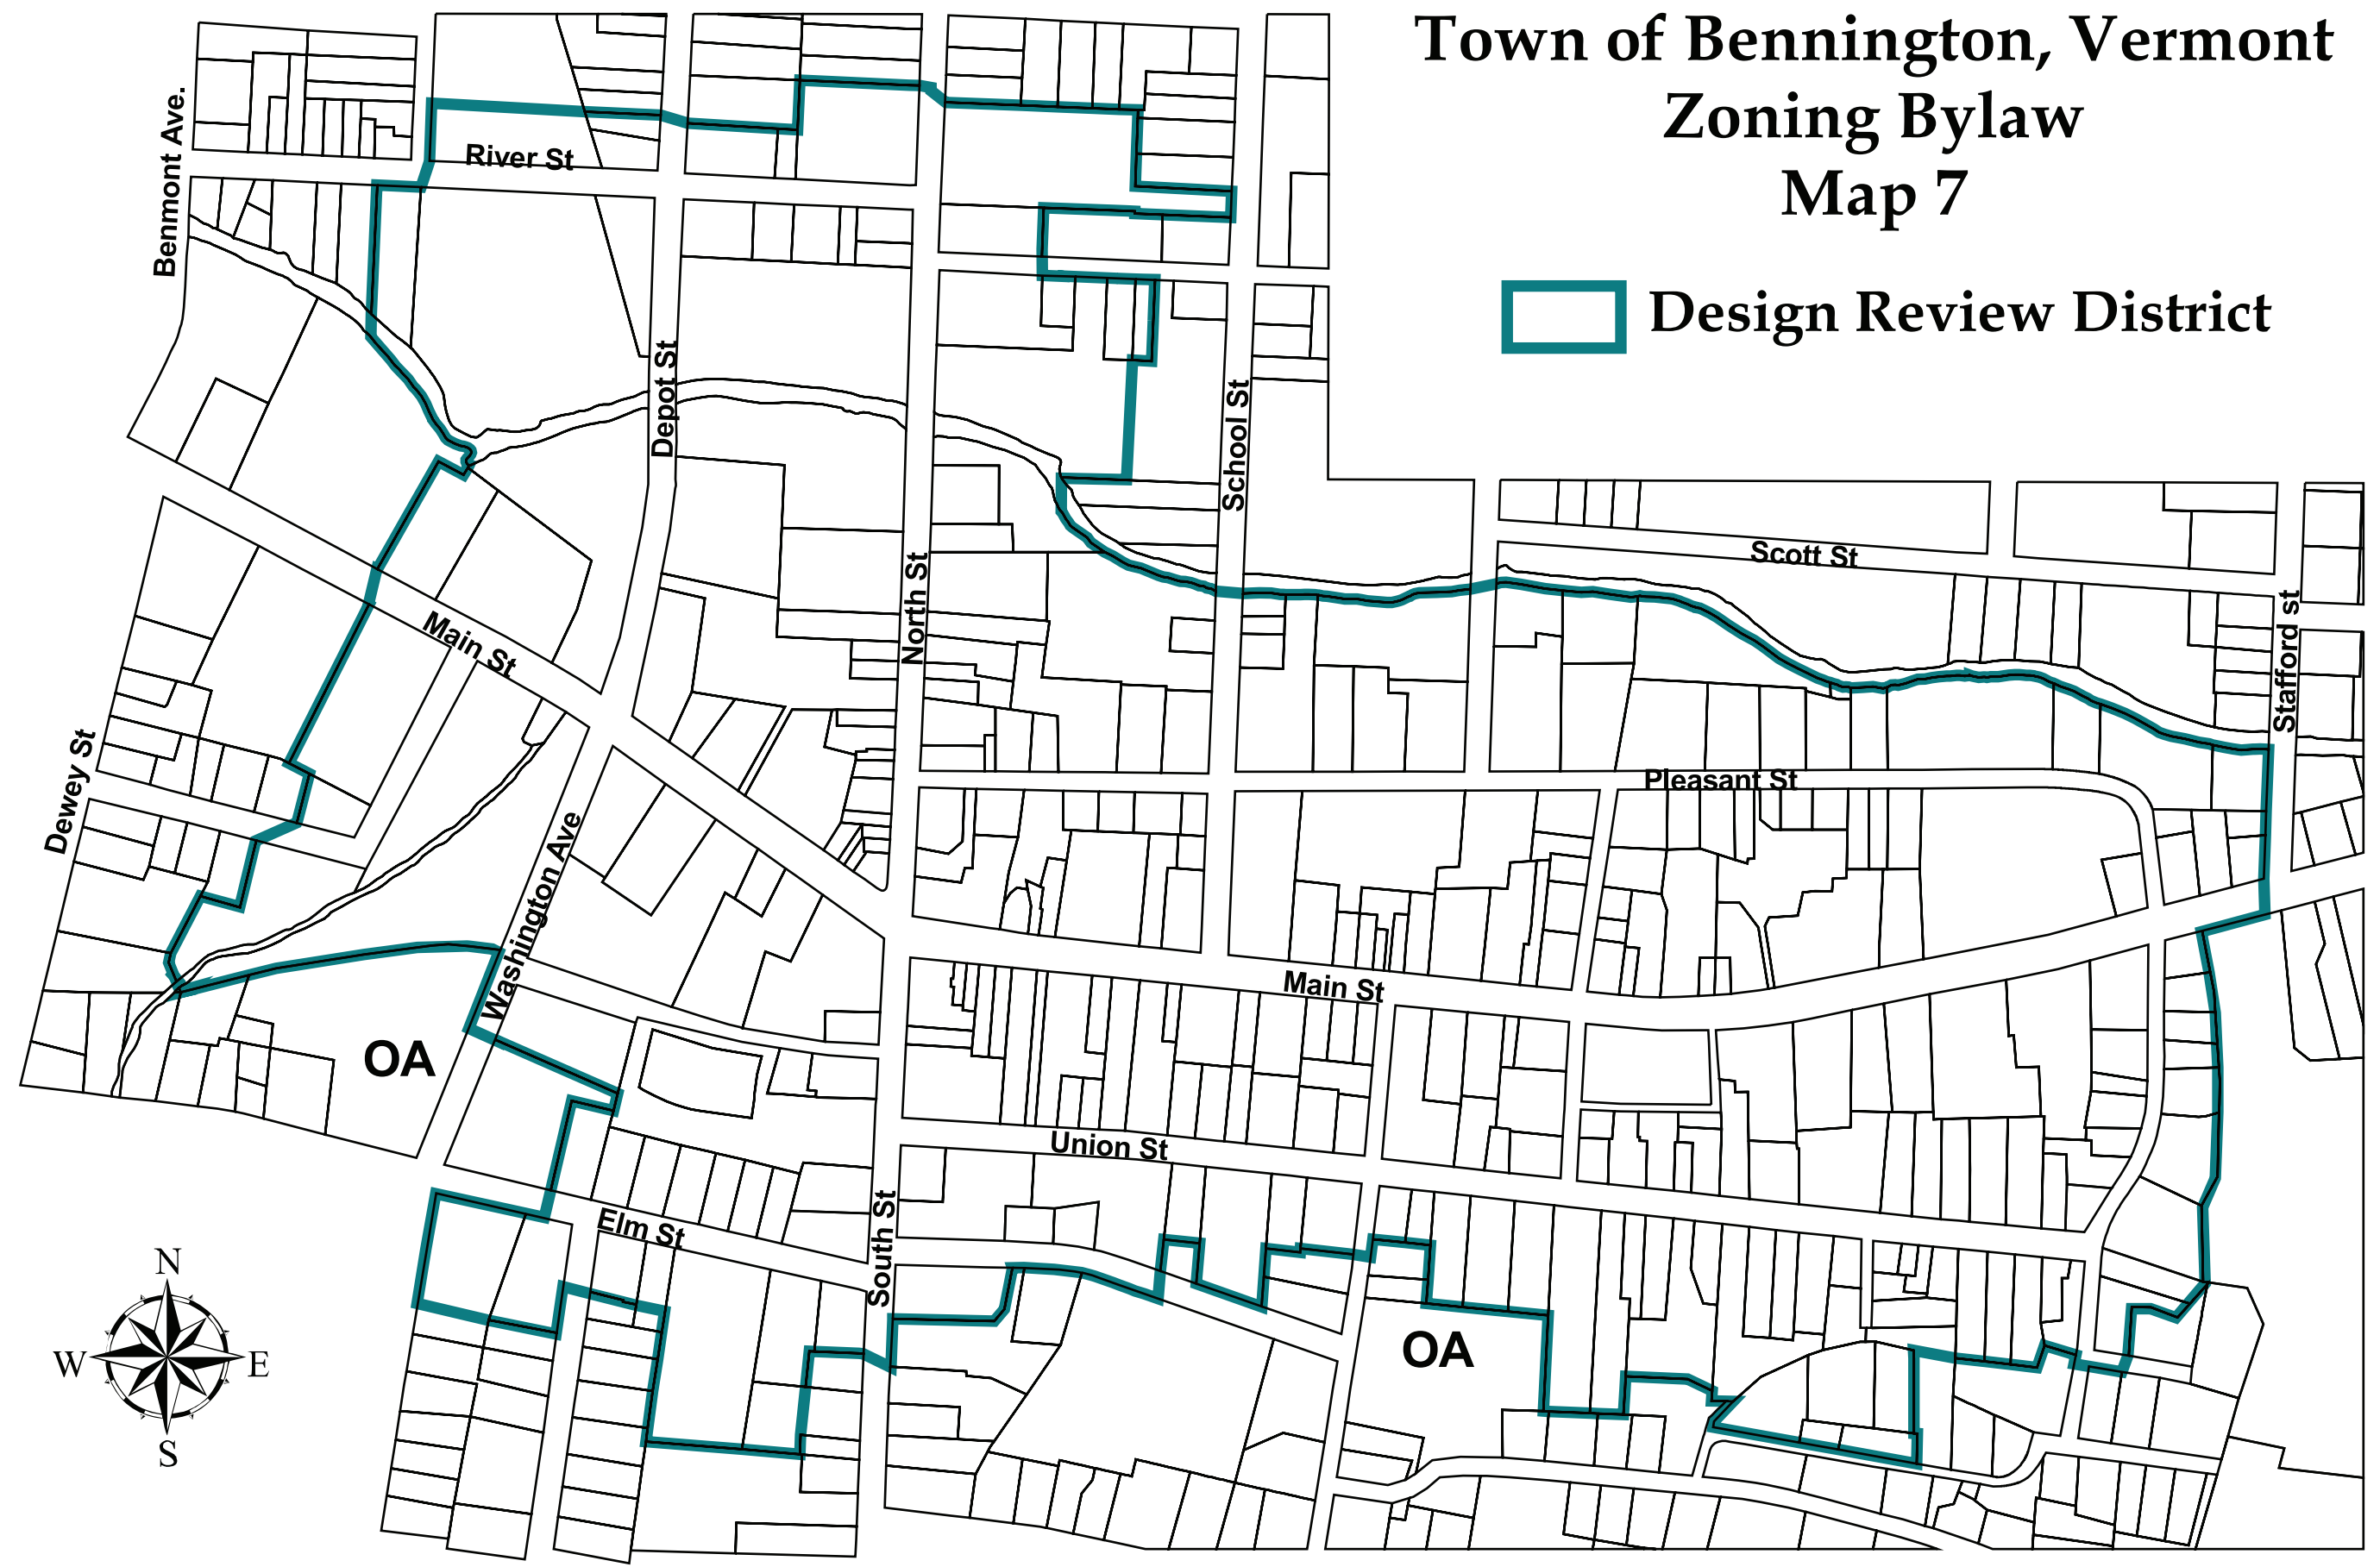 Town of Bennington, Vermont
Zoning Bylaw
Map 7
Design Review District
Benmont Ave.
River St
Depot St
School St
North St
Scott St
Stafford st
Main St
Dewey St
Pleasant St
Washington Ave
Main St
OA
Union St
South St
Elm St
OA
N
W
E
S